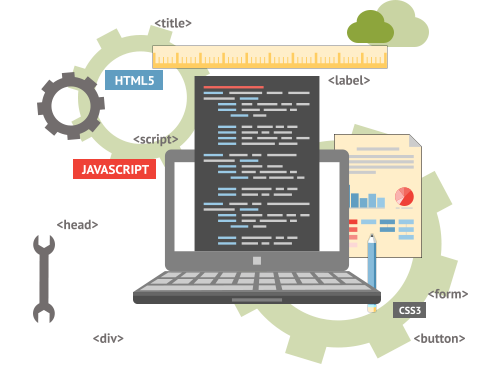 <title>
<label>
HTML5
<script>
JAVASCRIPT
<head>
<form>
CSS3
<div>
<button>